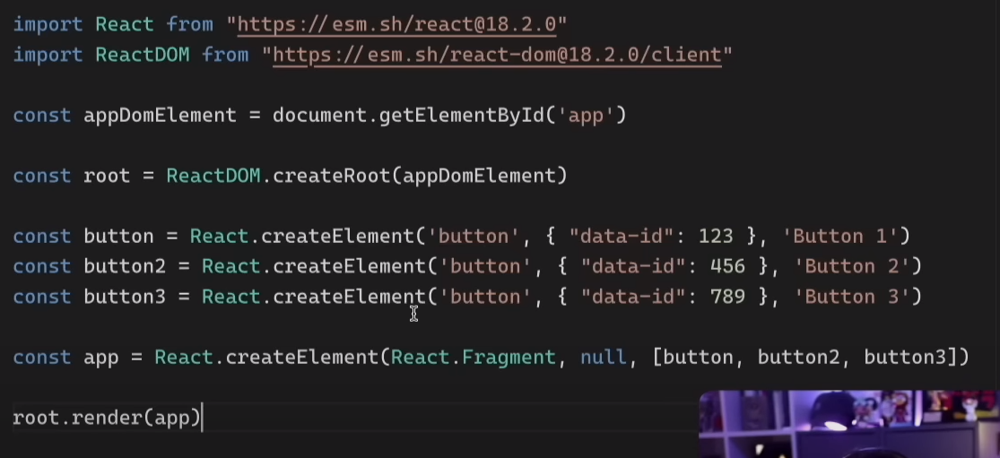 import React from "https://esm.sh/react@18.2.0"
import ReactDOM from "https://esm.sh/react-dom@18.2.0/client"
const appDomElement = document.getElementById('app')
const root = ReactDOM.createRoot(appDomElement)
const button = React.createElement('button', { "data-id": 123 }, 'Button 1')
const button2 = React.createElement('button', { "data-id": 456 }, 'Button 2')
const button3 = React.createElement('button', { "data-id": 789 }, 'Button 3')
const app = React.createElement(React.Fragment, null, [button, button2, button3])
root.render(app)